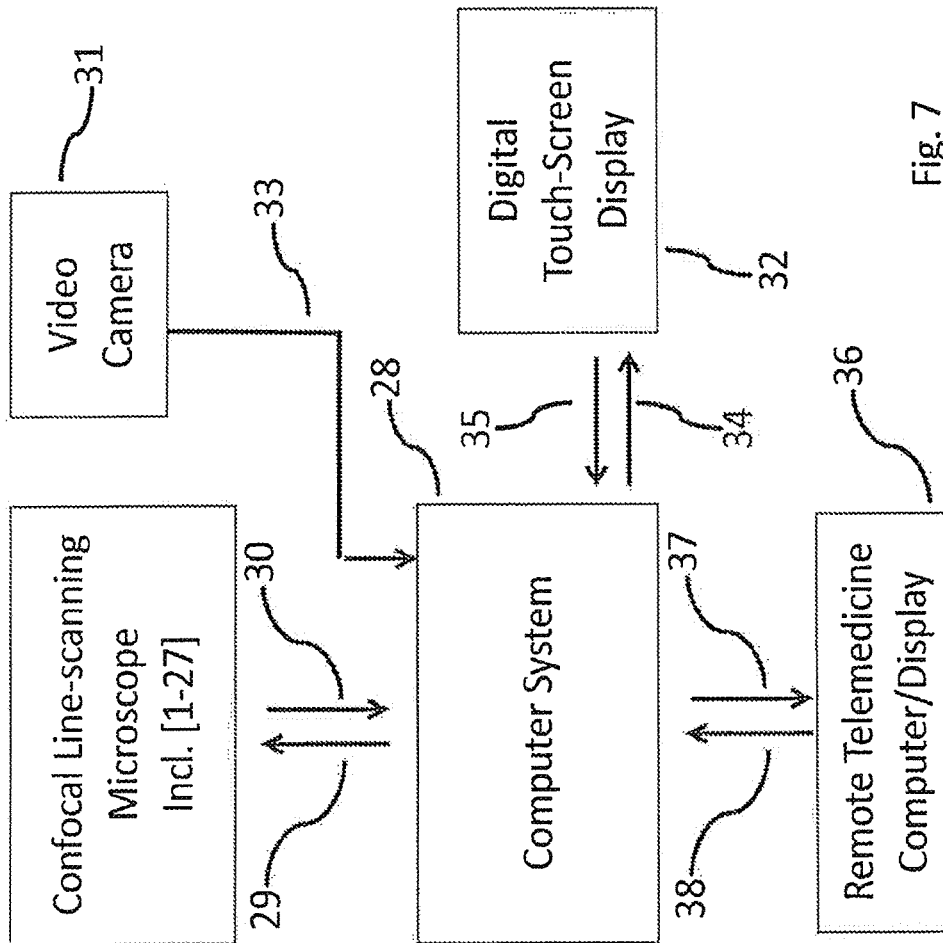 Confocal Line-scanning
Microscope
Incl. [1-27]
Video
Camera
31
29
30
33
Computer System
28
35
34
Digital
Touch-Screen
Display
32
38
37
Remote Telemedicine
Computer/Display
36
Fig. 7